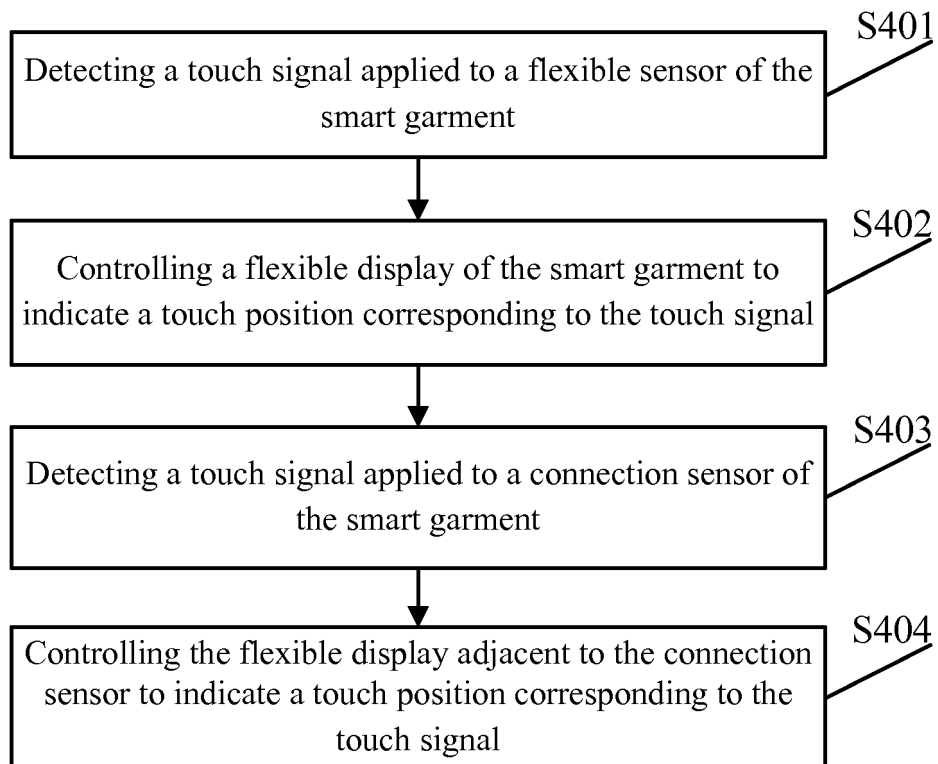 S401
Detecting a touch signal applied to a flexible sensor of the
smart garment
S402
Controlling a flexible display of the smart garment to
indicate a touch position corresponding to the touch signal
S403
Detecting a touch signal applied to a connection sensor of
the smart garment
S404
Controlling the flexible display adjacent to the connection
sensor to indicate a touch position corresponding to the
touch signal